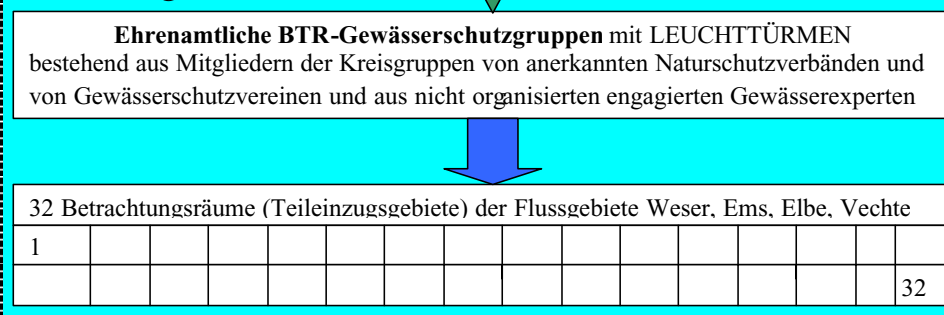 Ehrenamtliche BTR-Gewässerschutzgruppen mit LEUCHTTÜRMEN
bestehend aus Mitgliedern der Kreisgruppen von anerkannten Naturschutzverbänden und
von Gewässerschutzvereinen und aus nicht organisierten engagierten Gewässerexperten
32 Betrachtungsräume (Teileinzugsgebiete) der Flussgebiete Weser, Ems, Elbe, Vechte
1
32